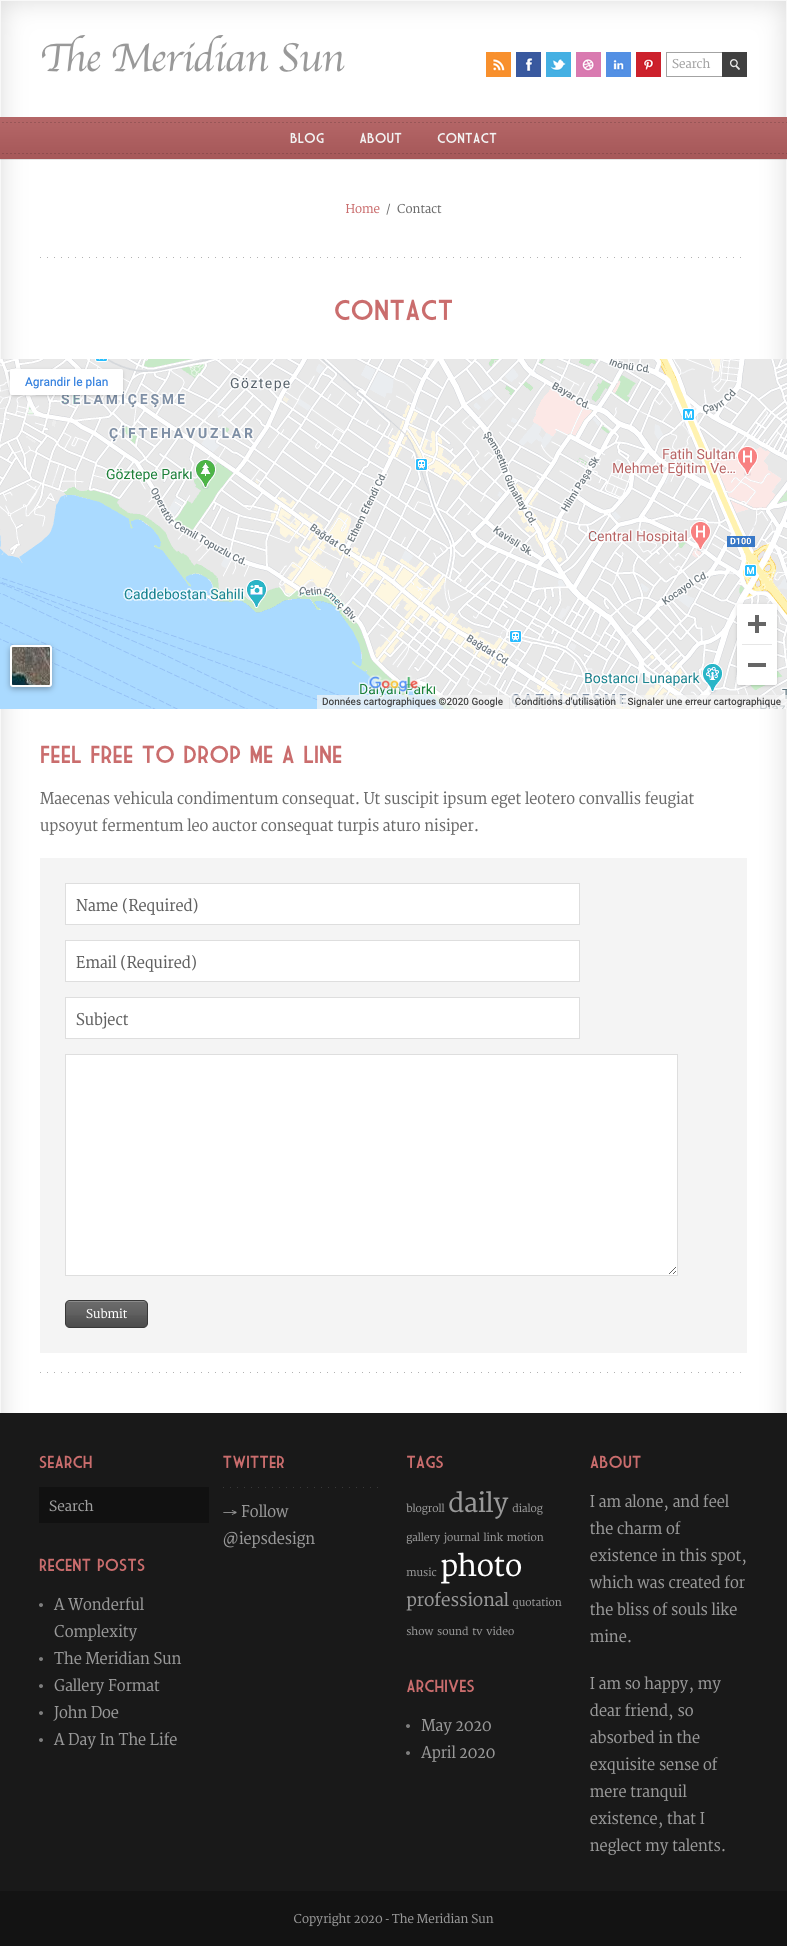 The Meridian Sun
Search
BLOG ABOUT CONTACT
Home / Contact
CONTACT
Agrandir le plan
Göztepe
İnönü Cd.
SELAMİÇEŞME
Bayar Cd.
Çayır Cd.
M
ÇİFTEHAVUZLAR
Şemsettin Günaltay Cd.
Fatih Sultan
Mehmet Eğitim Ve...
H
Göztepe Parkı
Hilmi Paşa Sk
Ethem Efendi Cd.
Operatör Cemil Topuzlu Cd.
Bağdat Cd.
Kavisli Sk.
Central Hospital
H
D100
M
Kocayol Cd.
Caddebostan Sahili
Çetin Emeç Blv.
Bağdat Cd.
Bostancı Lunapark
Google
Dalyan Parkı
ÇATALÇEŞME
Données cartographiques ©2020 Google Conditions d'utilisation Signaler une erreur cartographique
FEEL FREE TO DROP ME A LINE
Maecenas vehicula condimentum consequat. Ut suscipit ipsum eget leotero convallis feugiat
upsoyut fermentum leo auctor consequat turpis aturo nisiper.
Name (Required)
Email (Required)
Subject
Submit
SEARCH
Search
RECENT POSTS
• A Wonderful
Complexity
• The Meridian Sun
• Gallery Format
• John Doe
• A Day In The Life
TWITTER
→ Follow
@iepsdesign
TAGS
blogroll daily dialog
gallery journal link motion
music photo
professional quotation
show sound tv video
ARCHIVES
• May 2020
• April 2020
ABOUT
I am alone, and feel
the charm of
existence in this spot,
which was created for
the bliss of souls like
mine.
I am so happy, my
dear friend, so
absorbed in the
exquisite sense of
mere tranquil
existence, that I
neglect my talents.
Copyright 2020 - The Meridian Sun